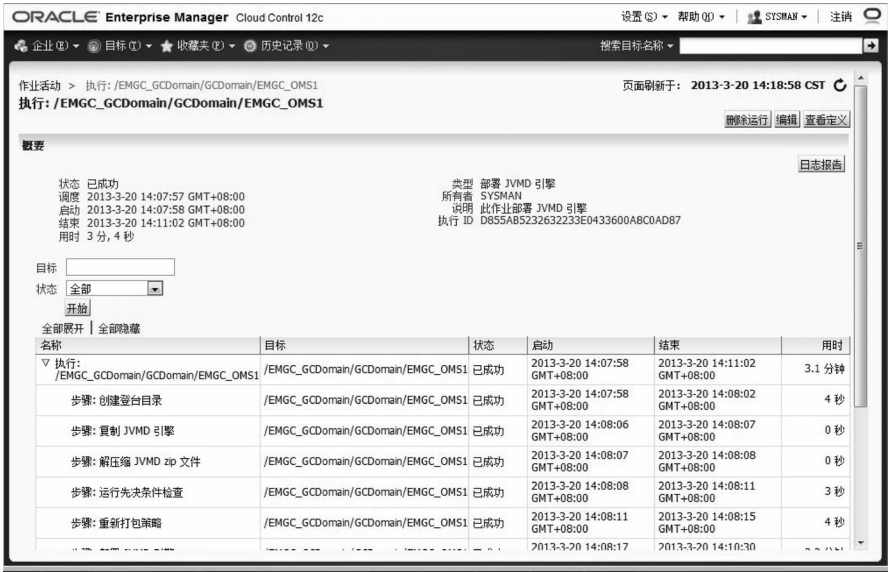 ORACLE Enterprise Manager Cloud Control 12c
设置(S) 帮助(H) SYSMAN 注销
企业(E) 目标(T) 收藏夹(F) 历史记录(O) 搜索目标名称
作业活动 > 执行: /EMGC_GCDomain/GCDomain/EMGC_OMS1
页面刷新于: 2013-3-20 14:18:58 CST
执行: /EMGC_GCDomain/GCDomain/EMGC_OMS1
删除运行 编辑 查看定义
概要
日志报告
状态 已成功
调度 2013-3-20 14:07:57 GMT+08:00
启动 2013-3-20 14:07:58 GMT+08:00
结束 2013-3-20 14:11:02 GMT+08:00
用时 3 分, 4 秒
类型 部署 JVMD 引擎
所有者 SYSMAN
说明 此作业部署 JVMD 引擎
执行 ID D855AB5232632233E0433600A8C0AD87
目标
状态 全部
开始
全部展开 | 全部隐藏
名称 目标 状态 启动 结束 用时
执行: /EMGC_GCDomain/GCDomain/EMGC_OMS1 /EMGC_GCDomain/GCDomain/EMGC_OMS1 已成功 2013-3-20 14:07:58 GMT+08:00 2013-3-20 14:11:02 GMT+08:00 3.1 分钟
步骤: 创建登台目录 /EMGC_GCDomain/GCDomain/EMGC_OMS1 已成功 2013-3-20 14:07:58 GMT+08:00 2013-3-20 14:08:02 GMT+08:00 4 秒
步骤: 复制 JVMD 引擎 /EMGC_GCDomain/GCDomain/EMGC_OMS1 已成功 2013-3-20 14:08:06 GMT+08:00 2013-3-20 14:08:07 GMT+08:00 0 秒
步骤: 解压缩 JVMD zip 文件 /EMGC_GCDomain/GCDomain/EMGC_OMS1 已成功 2013-3-20 14:08:07 GMT+08:00 2013-3-20 14:08:08 GMT+08:00 0 秒
步骤: 运行先决条件检查 /EMGC_GCDomain/GCDomain/EMGC_OMS1 已成功 2013-3-20 14:08:08 GMT+08:00 2013-3-20 14:08:11 GMT+08:00 3 秒
步骤: 重新打包策略 /EMGC_GCDomain/GCDomain/EMGC_OMS1 已成功 2013-3-20 14:08:11 GMT+08:00 2013-3-20 14:08:15 GMT+08:00 4 秒
2013-3-20 14:08:17 2013-3-20 14:10:30